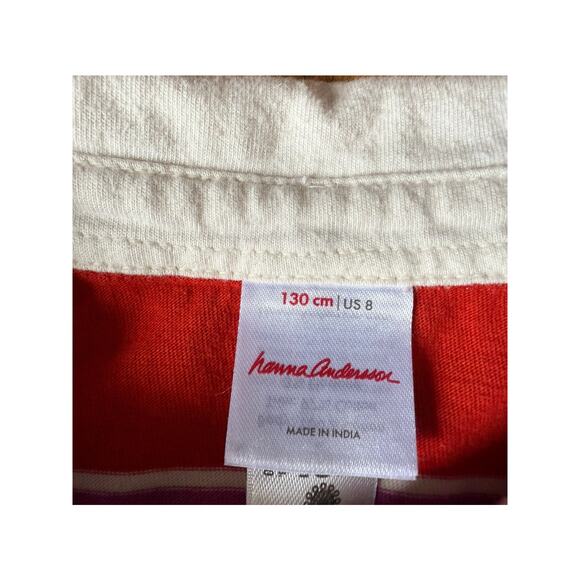 130 cm | US 8
hanna Andersson
MADE IN INDIA